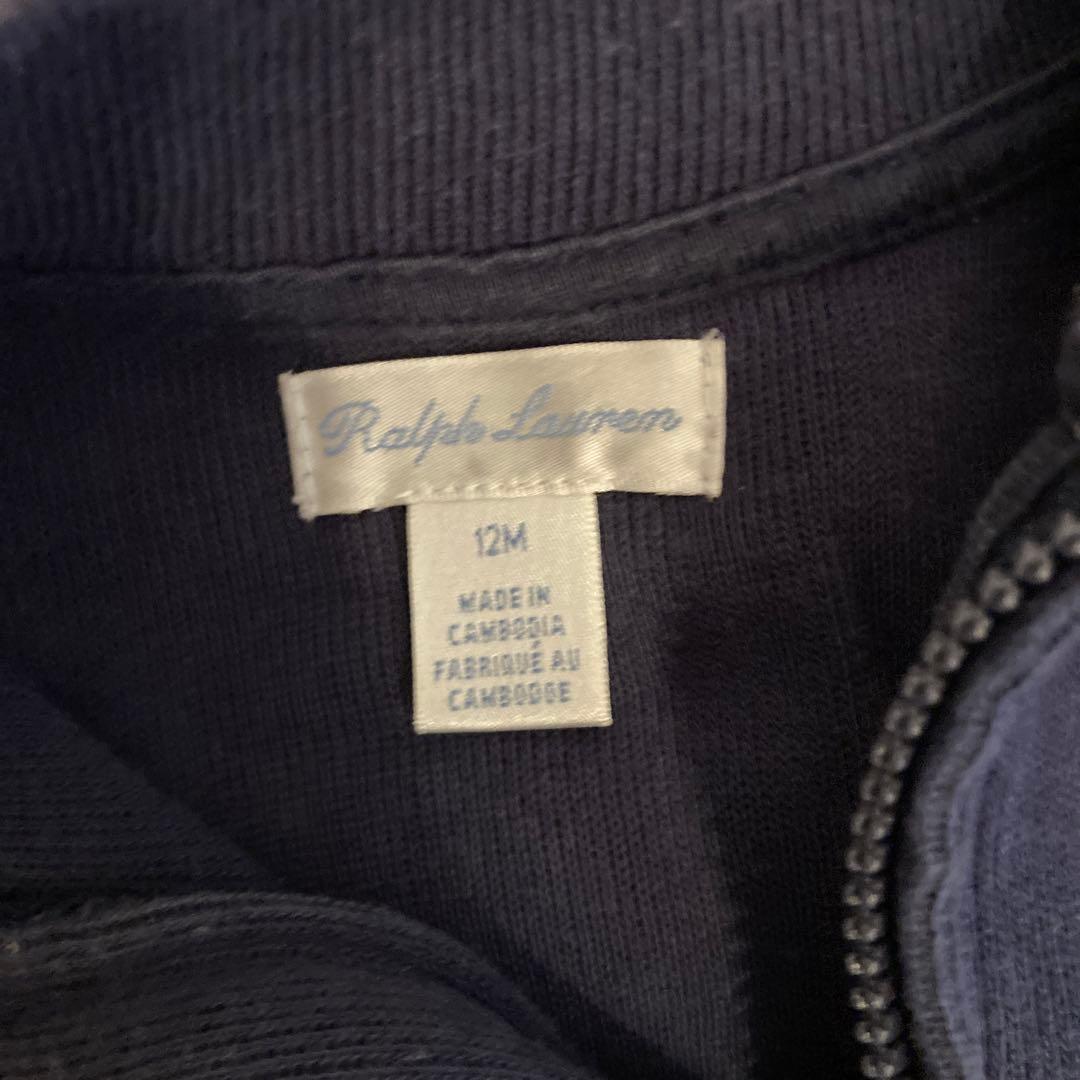 Ralph Lauren
12M
MADE IN
CAMBODIA
FABRIQUÉ AU
CAMBODGE